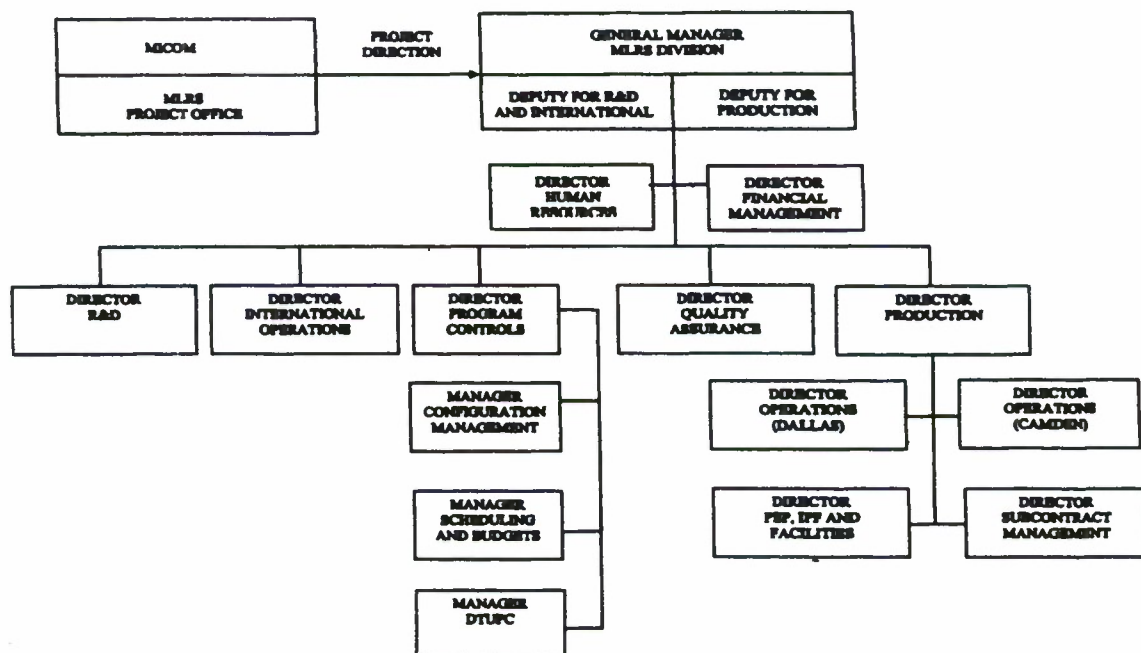 MICOM
MLRS
PROJECT OFFICE
PROJECT
DIRECTION
GENERAL MANAGER
MLRS DIVISION
DEPUTY FOR R&D
AND INTERNATIONAL
DEPUTY FOR
PRODUCTION
DIRECTOR
HUMAN
RESOURCES
DIRECTOR
FINANCIAL
MANAGEMENT
DIRECTOR
R&D
DIRECTOR
INTERNATIONAL
OPERATIONS
DIRECTOR
PROGRAM
CONTROLS
DIRECTOR
QUALITY
ASSURANCE
DIRECTOR
PRODUCTION
MANAGER
CONFIGURATION
MANAGEMENT
DIRECTOR
OPERATIONS
(DALLAS)
DIRECTOR
OPERATIONS
(CAMDEN)
MANAGER
SCHEDULING
AND BUDGETS
DIRECTOR
PEP, IPF AND
FACILITIES
DIRECTOR
SUBCONTRACT
MANAGEMENT
MANAGER
DTUPC